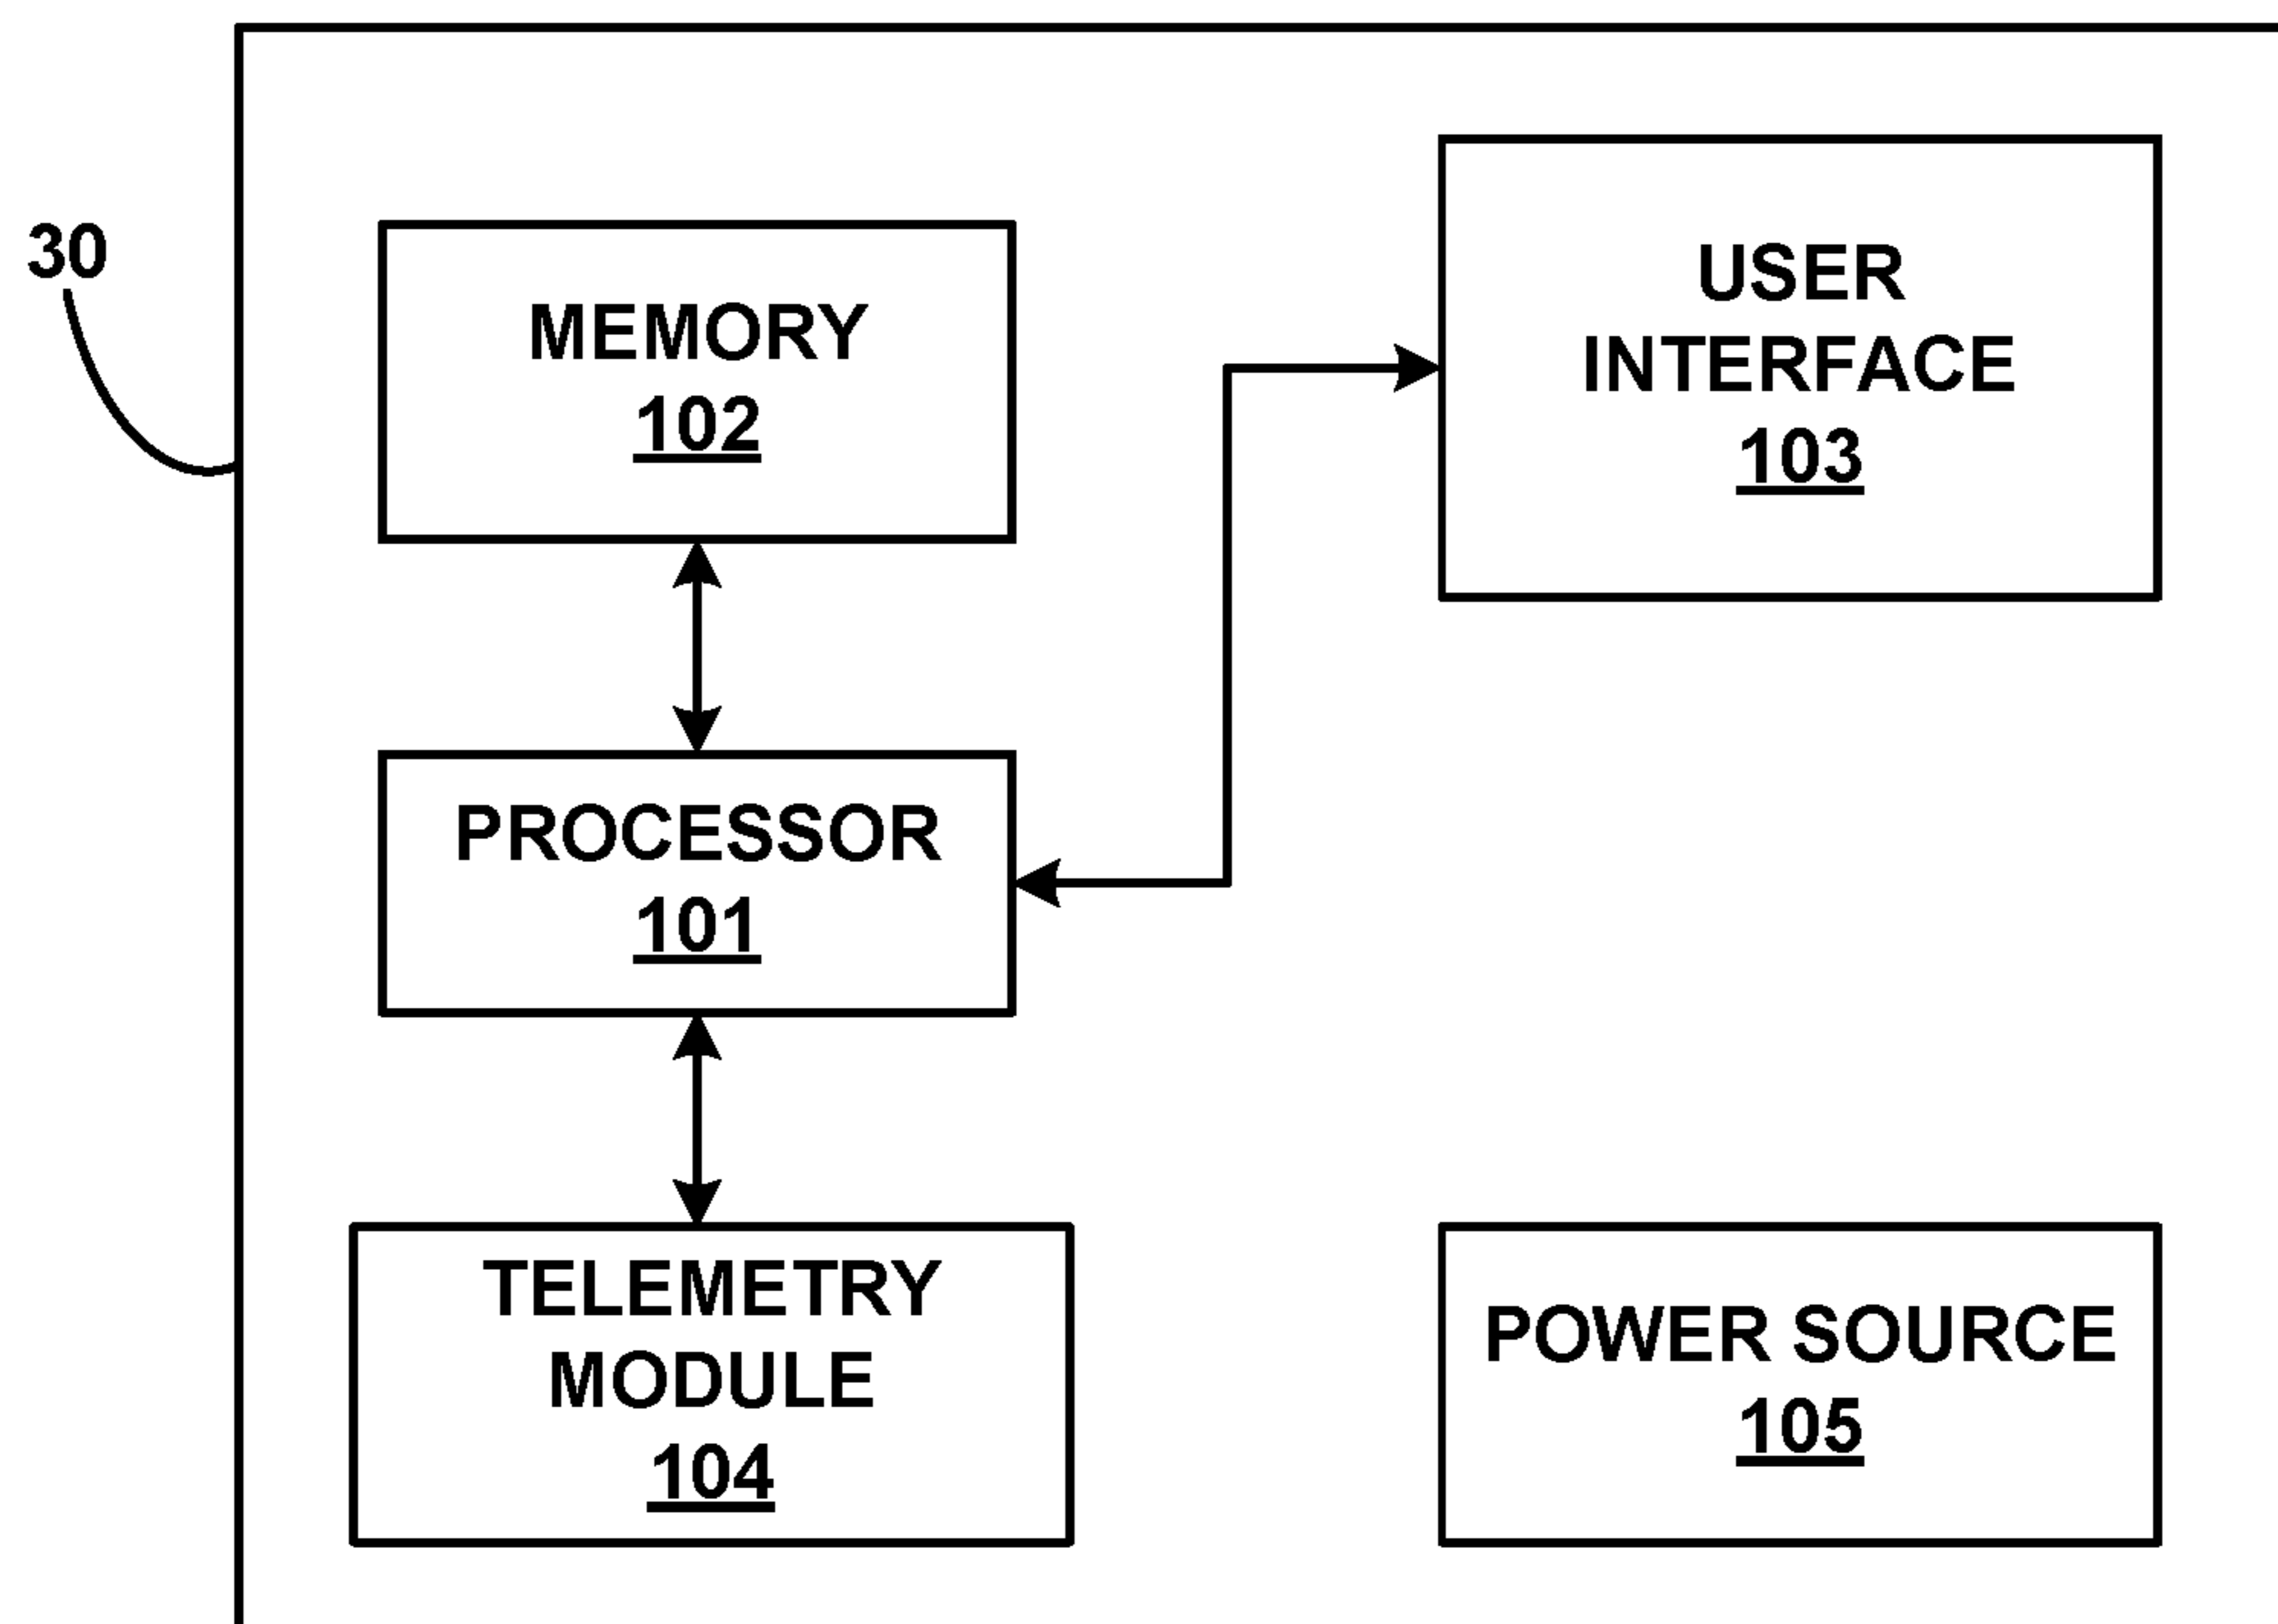 30
MEMORY
102
USER
INTERFACE
103
PROCESSOR
101
TELEMETRY
MODULE
104
POWER SOURCE
105